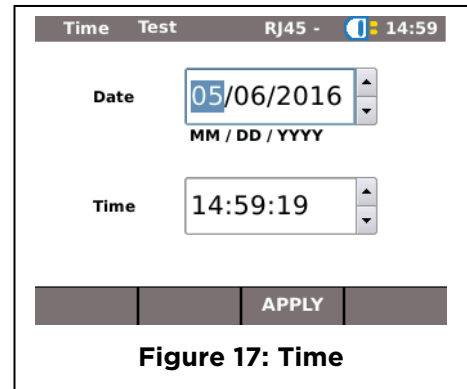 Time Test RJ45 - 14:59
Date 05/06/2016
MM / DD / YYYY
Time 14:59:19
APPLY
Figure 17: Time